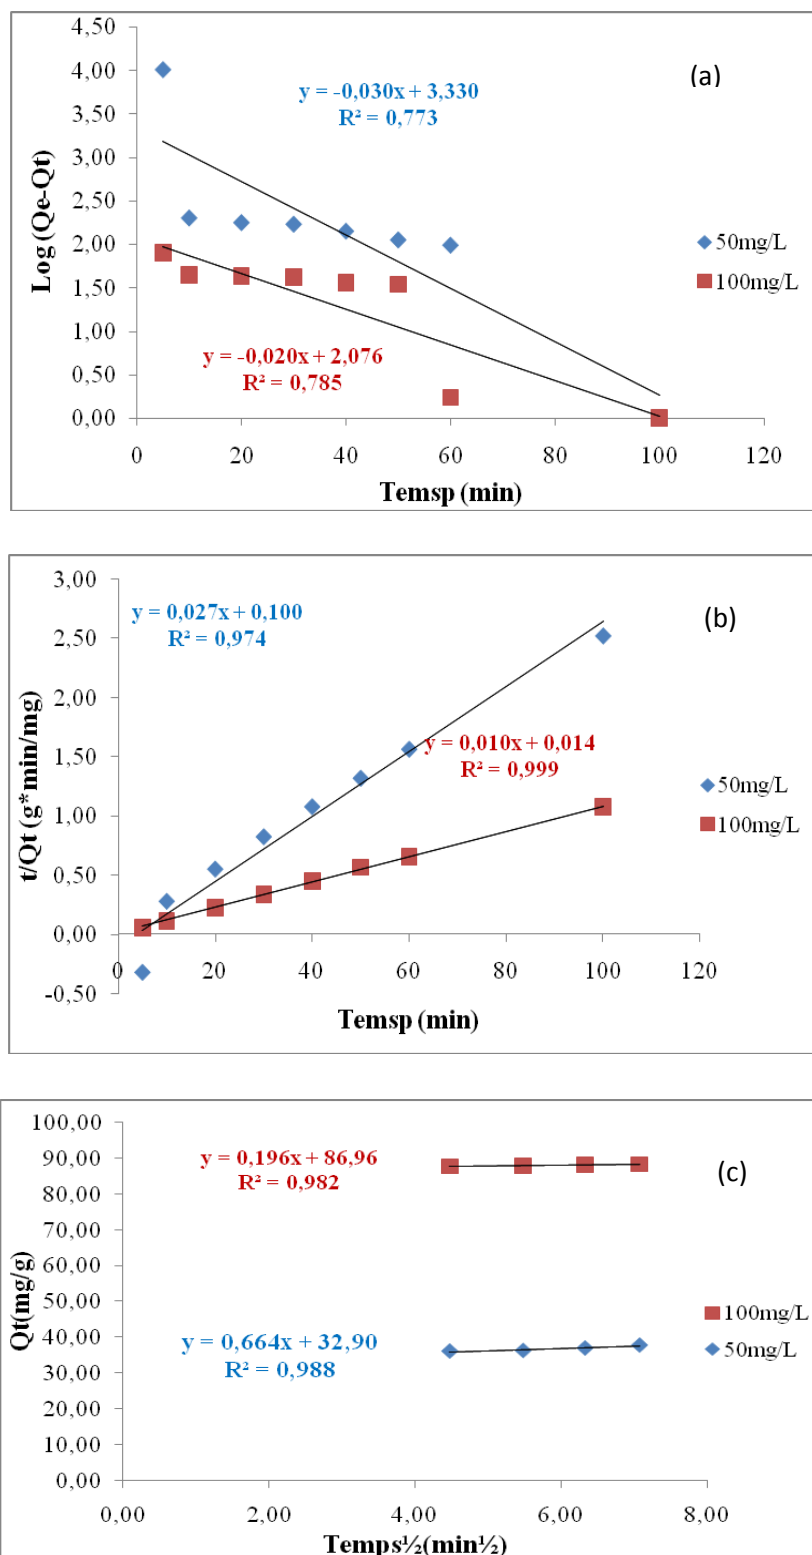 (a)
4,50
4,00
3,50
3,00
2,50
2,00
1,50
1,00
0,50
0,00
Log (Qe-Qt)
y = -0,030x + 3,330
R² = 0,773
y = -0,020x + 2,076
R² = 0,785
50mg/L
100mg/L
0 20 40 60 80 100 120
Temsp (min)
(b)
3,00
2,50
2,00
1,50
1,00
0,50
0,00
-0,50
t/Qt (g*min/mg)
y = 0,027x + 0,100
R² = 0,974
y = 0,010x + 0,014
R² = 0,999
50mg/L
100mg/L
0 20 40 60 80 100 120
Temsp (min)
(c)
100,00
90,00
80,00
70,00
60,00
50,00
40,00
30,00
20,00
10,00
0,00
Qt(mg/g)
y = 0,196x + 86,96
R² = 0,982
y = 0,664x + 32,90
R² = 0,988
100mg/L
50mg/L
0,00 2,00 4,00 6,00 8,00
Temps½(min½)